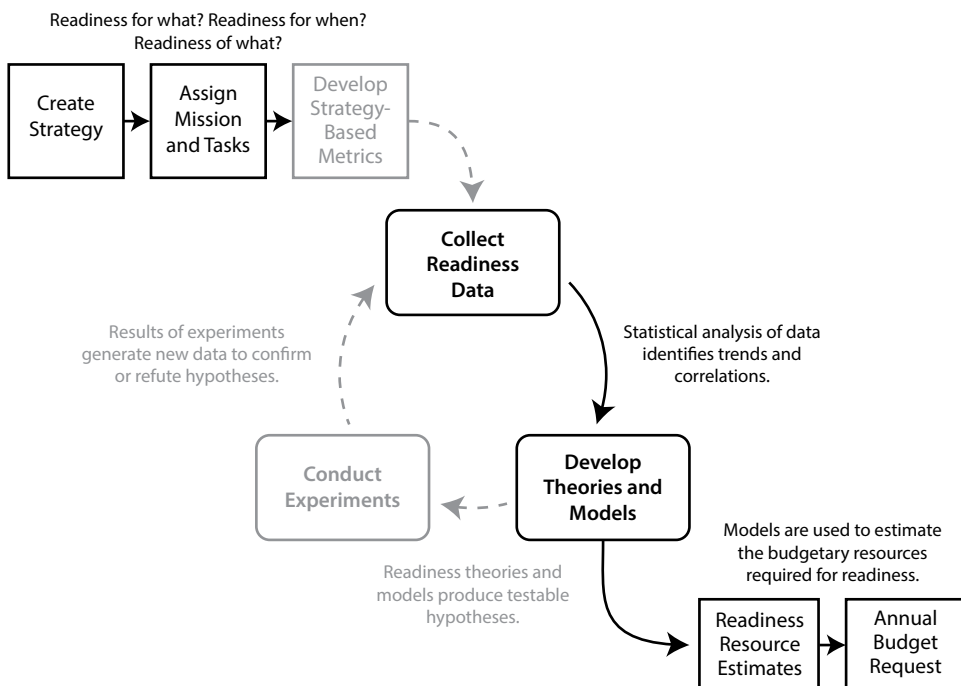 Readiness for what? Readiness for when?
Readiness of what?
Create
Strategy
Assign
Mission
and Tasks
Develop
Strategy-
Based
Metrics
Collect
Readiness
Data
Results of experiments
generate new data to confirm
or refute hypotheses.
Statistical analysis of data
identifies trends and
correlations.
Conduct
Experiments
Develop
Theories and
Models
Readiness theories and
models produce testable
hypotheses.
Models are used to estimate
the budgetary resources
required for readiness.
Readiness
Resource
Estimates
Annual
Budget
Request